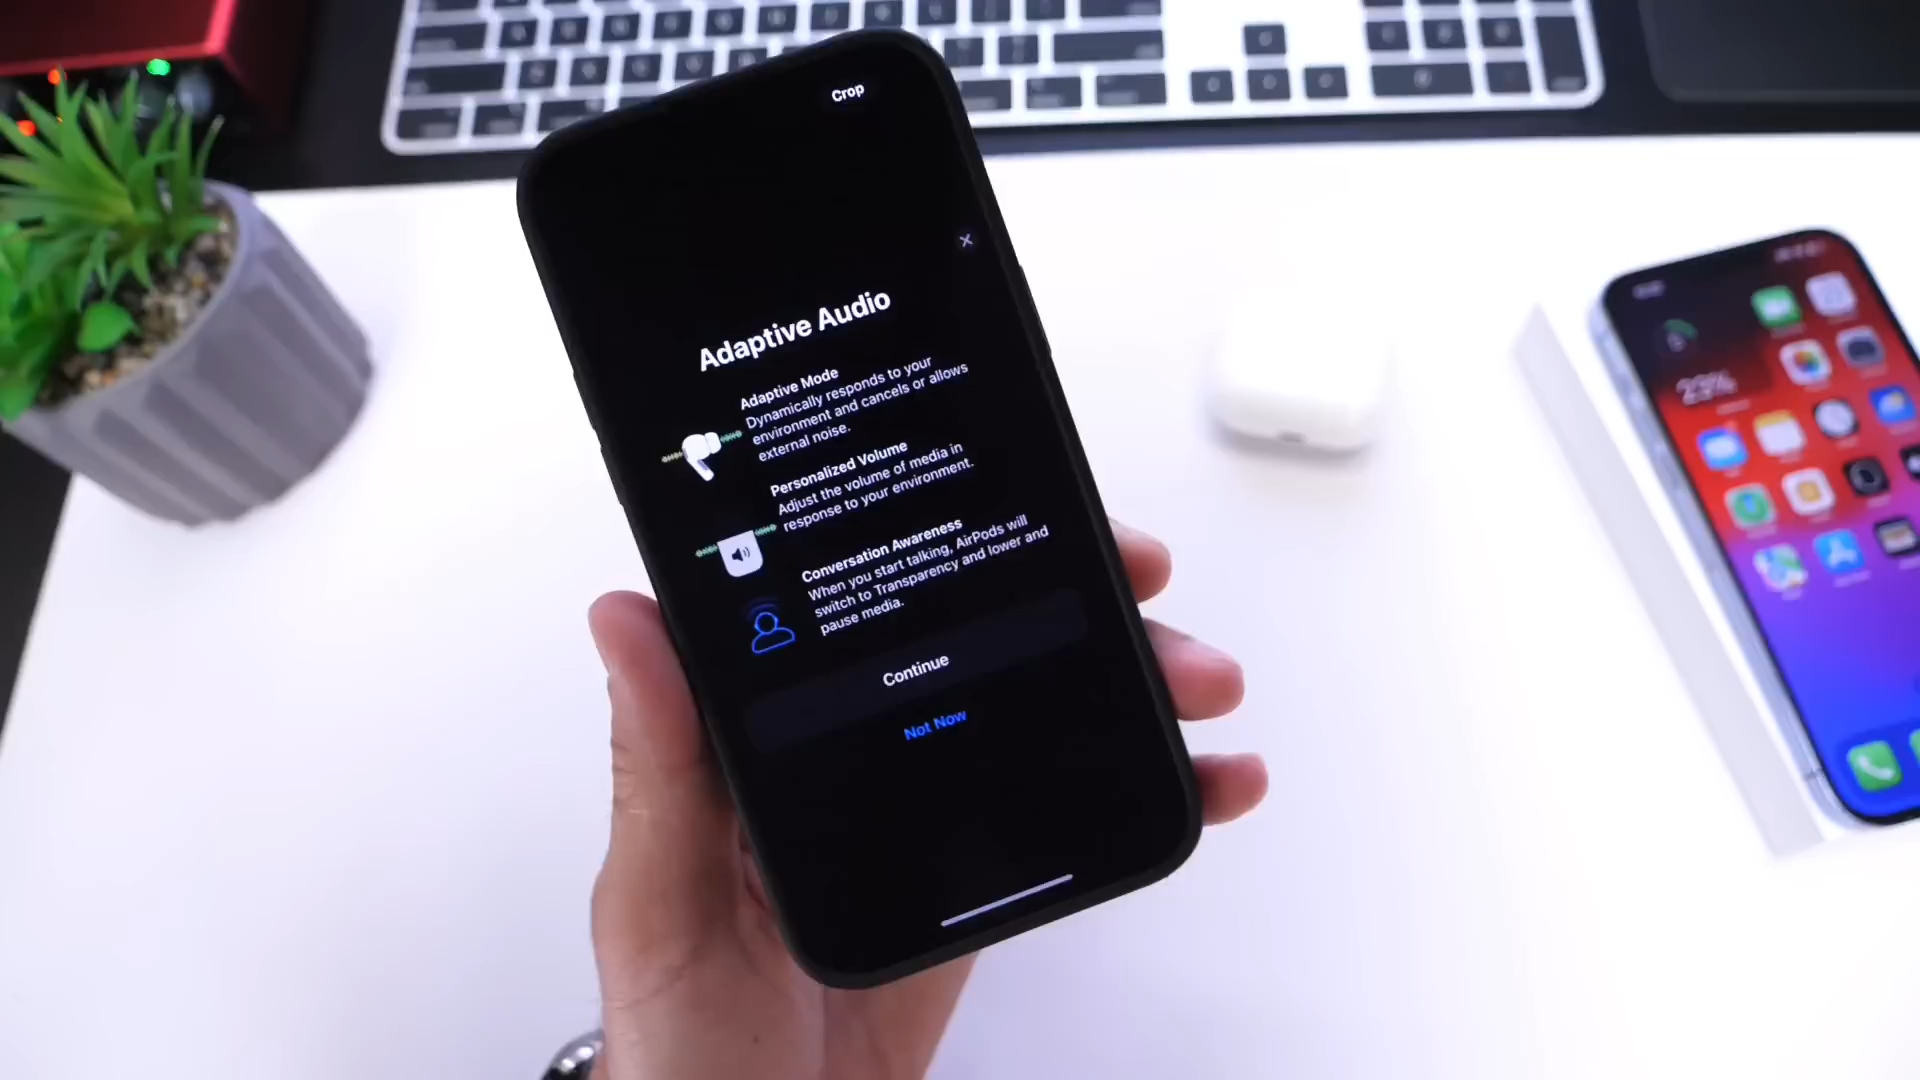 Crop
Adaptive Audio
Adaptive Mode
Dynamically responds to your
environment and cancels or allows
external noise.
Personalized Volume
Adjust the volume of media in
response to your environment.
Conversation Awareness
When you start talking, AirPods will
switch to Transparency and lower and
pause media.
Continue
Not Now
23%